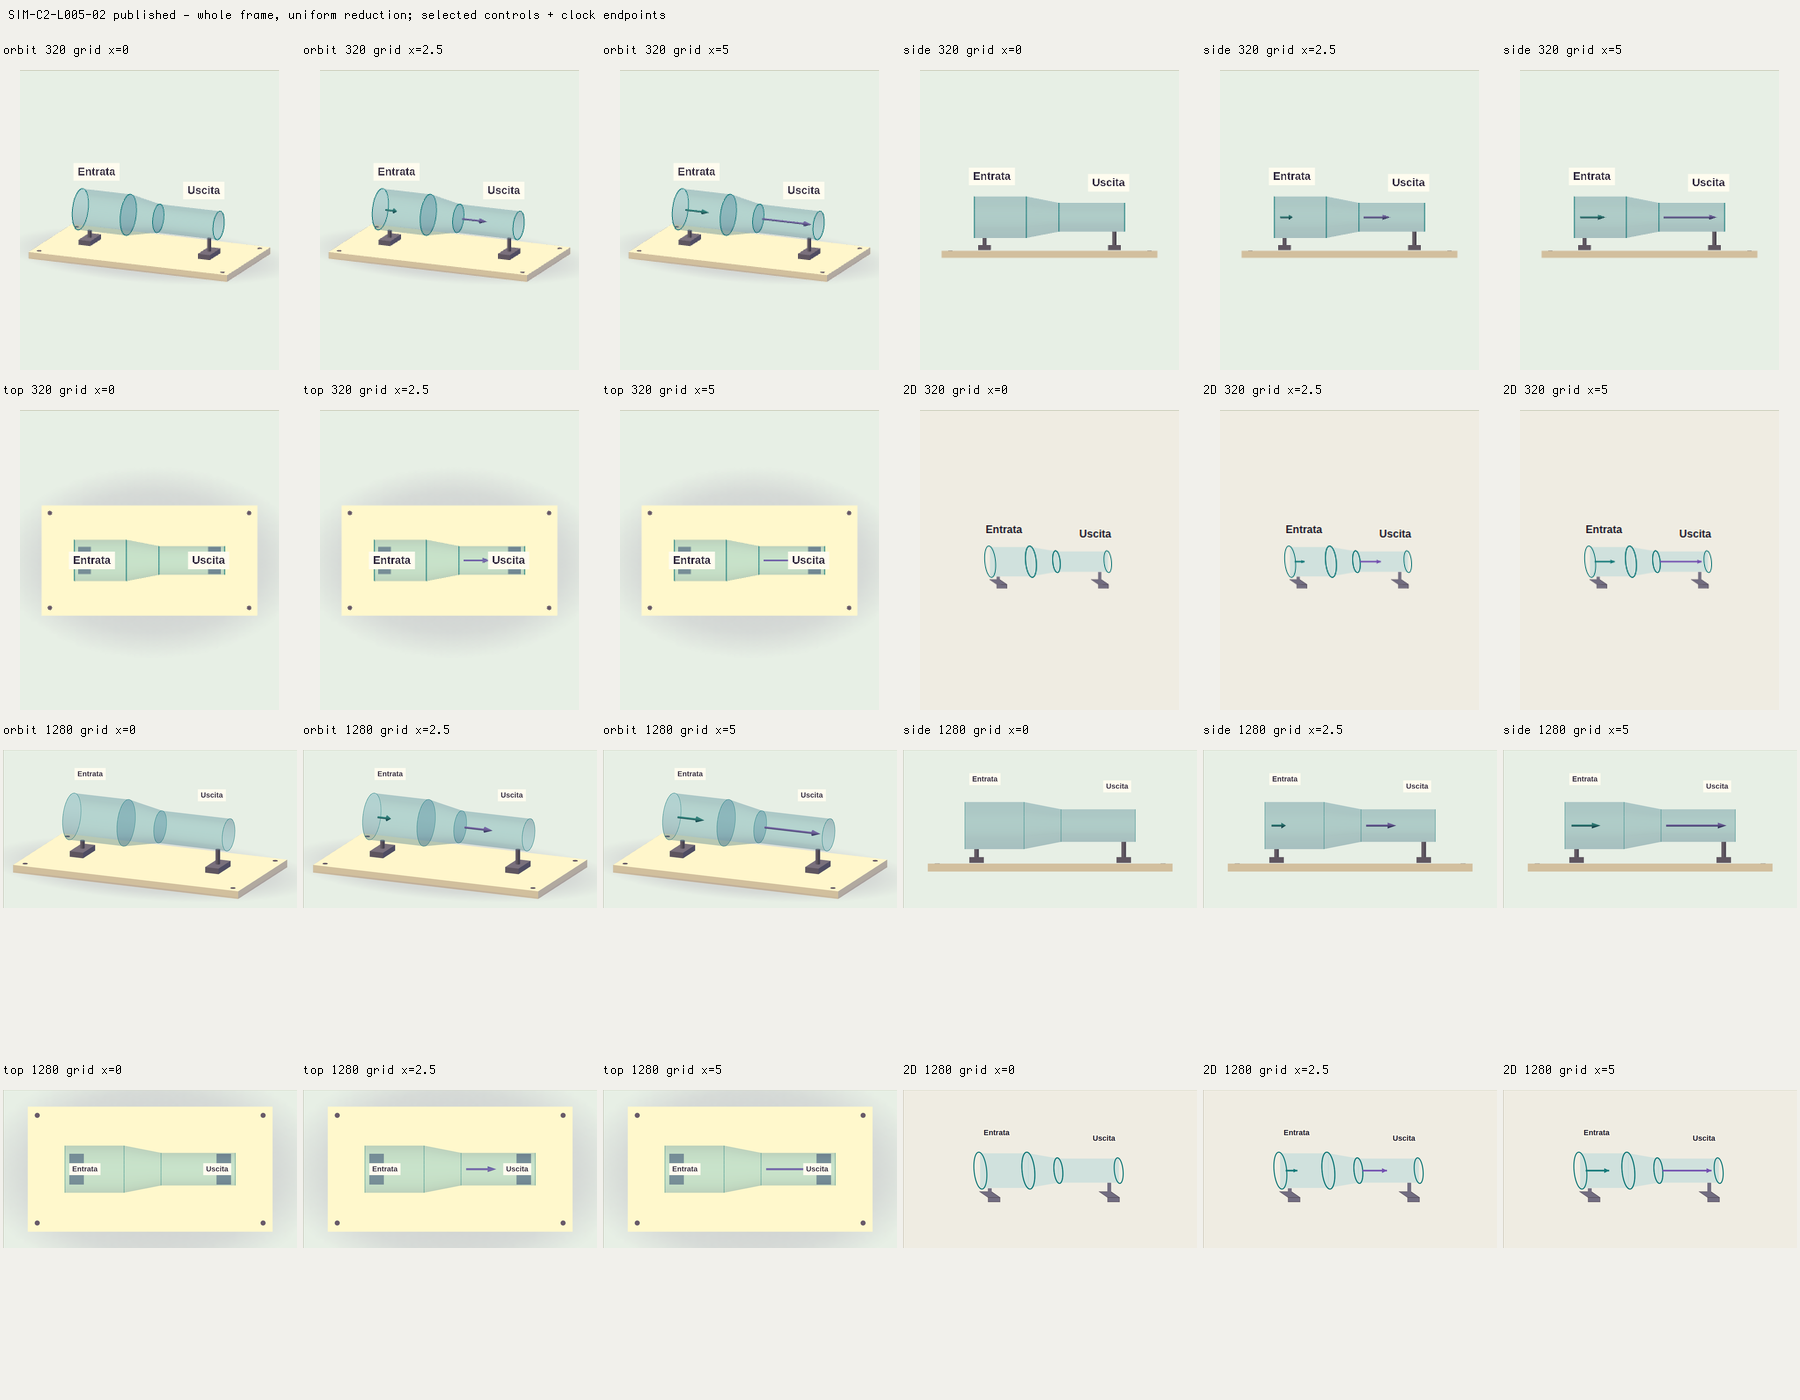 SIM-C2-L005-02 published — whole frame, uniform reduction; selected controls + clock endpoints
orbit 320 grid x=0
orbit 320 grid x=2.5
orbit 320 grid x=5
side 320 grid x=0
side 320 grid x=2.5
side 320 grid x=5
Entrata
Uscita
Entrata
Uscita
Entrata
Uscita
Entrata
Uscita
Entrata
Uscita
Entrata
Uscita
top 320 grid x=0
top 320 grid x=2.5
top 320 grid x=5
2D 320 grid x=0
2D 320 grid x=2.5
2D 320 grid x=5
Entrata
Uscita
Entrata
Uscita
Entrata
Uscita
Entrata
Uscita
Entrata
Uscita
Entrata
Uscita
orbit 1280 grid x=0
orbit 1280 grid x=2.5
orbit 1280 grid x=5
side 1280 grid x=0
side 1280 grid x=2.5
side 1280 grid x=5
Entrata
Uscita
Entrata
Uscita
Entrata
Uscita
Entrata
Uscita
Entrata
Uscita
Entrata
Uscita
top 1280 grid x=0
top 1280 grid x=2.5
top 1280 grid x=5
2D 1280 grid x=0
2D 1280 grid x=2.5
2D 1280 grid x=5
Entrata
Uscita
Entrata
Uscita
Entrata
Uscita
Entrata
Uscita
Entrata
Uscita
Entrata
Uscita